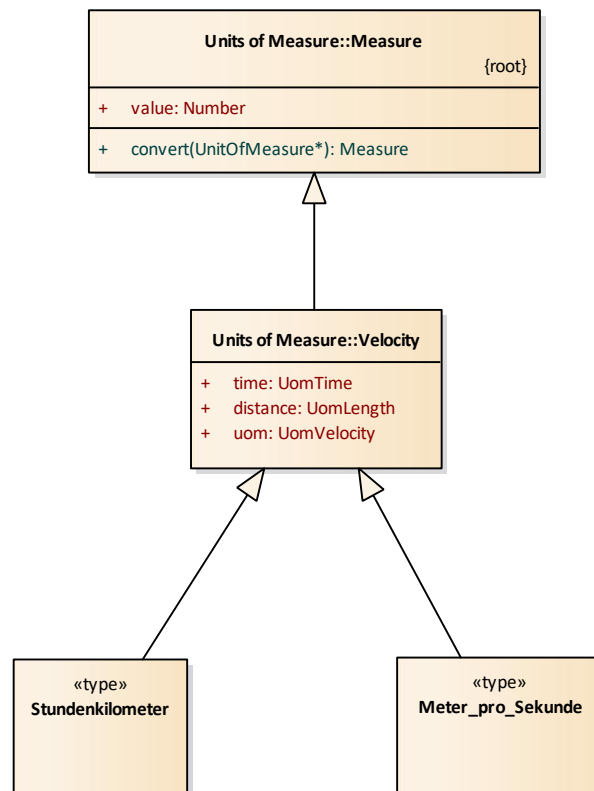 Units of Measure::Measure
{root}
+ value: Number
+ convert(UnitOfMeasure*): Measure
Units of Measure::Velocity
+ time: UomTime
+ distance: UomLength
+ uom: UomVelocity
«type»
Stundenkilometer
«type»
Meter_pro_Sekunde